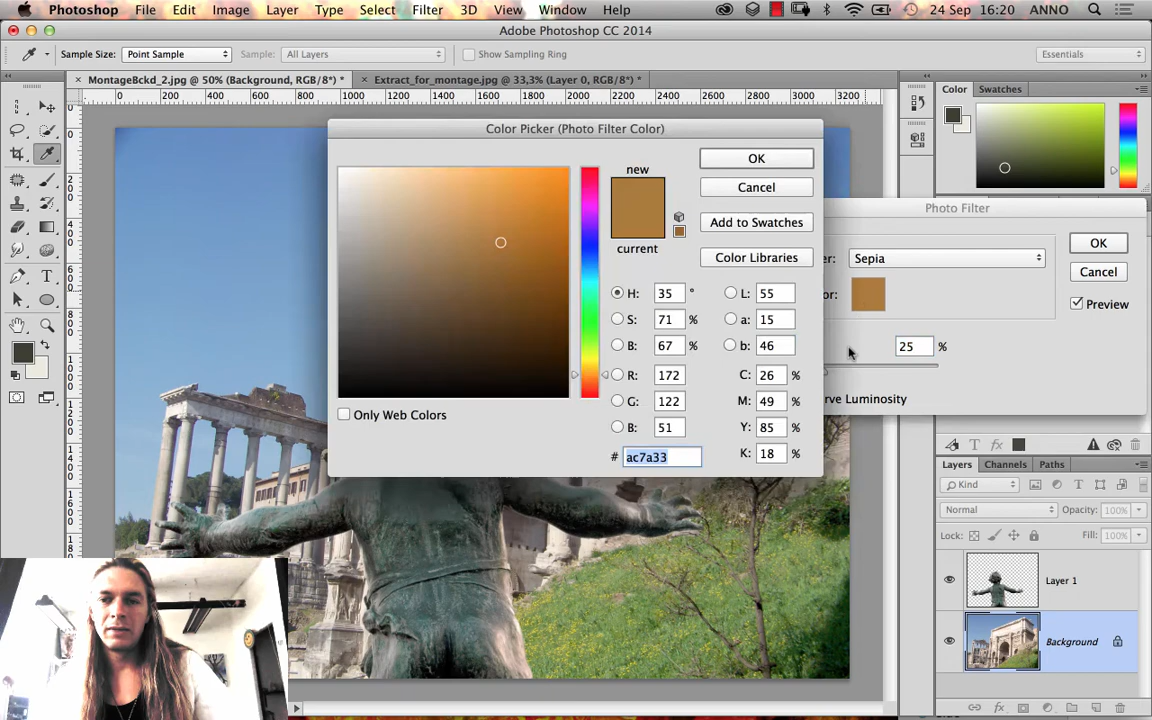 Photoshop File Edit Image Layer Type Select Filter 3D View Window Help 24 Sep 16:20 ANNO
Adobe Photoshop CC 2014
Sample Size: Point Sample Sample: All Layers Show Sampling Ring Essentials
MontageBckd_2.jpg @ 50% (Background, RGB/8*) * Extract_for_montage.jpg @ 33,3% (Layer 0, RGB/8*) *
0 200 400 600 800 1000 1200 1400 1600 1800 2000 2200 2400 2600 2800 3000 3200
Color Swatches
Color Picker (Photo Filter Color)
new
current
OK
Cancel
Add to Swatches
Color Libraries
H: 35 °
S: 71 %
B: 67 %
R: 172
G: 122
B: 51
# ac7a33
L: 55
a: 15
b: 46
C: 26 %
M: 49 %
Y: 85 %
K: 18 %
Only Web Colors
Photo Filter
er: Sepia
or:
25 %
rve Luminosity
OK
Cancel
Preview
Layers Channels Paths
Kind
Normal Opacity: 100%
Lock: Fill: 100%
Layer 1
Background